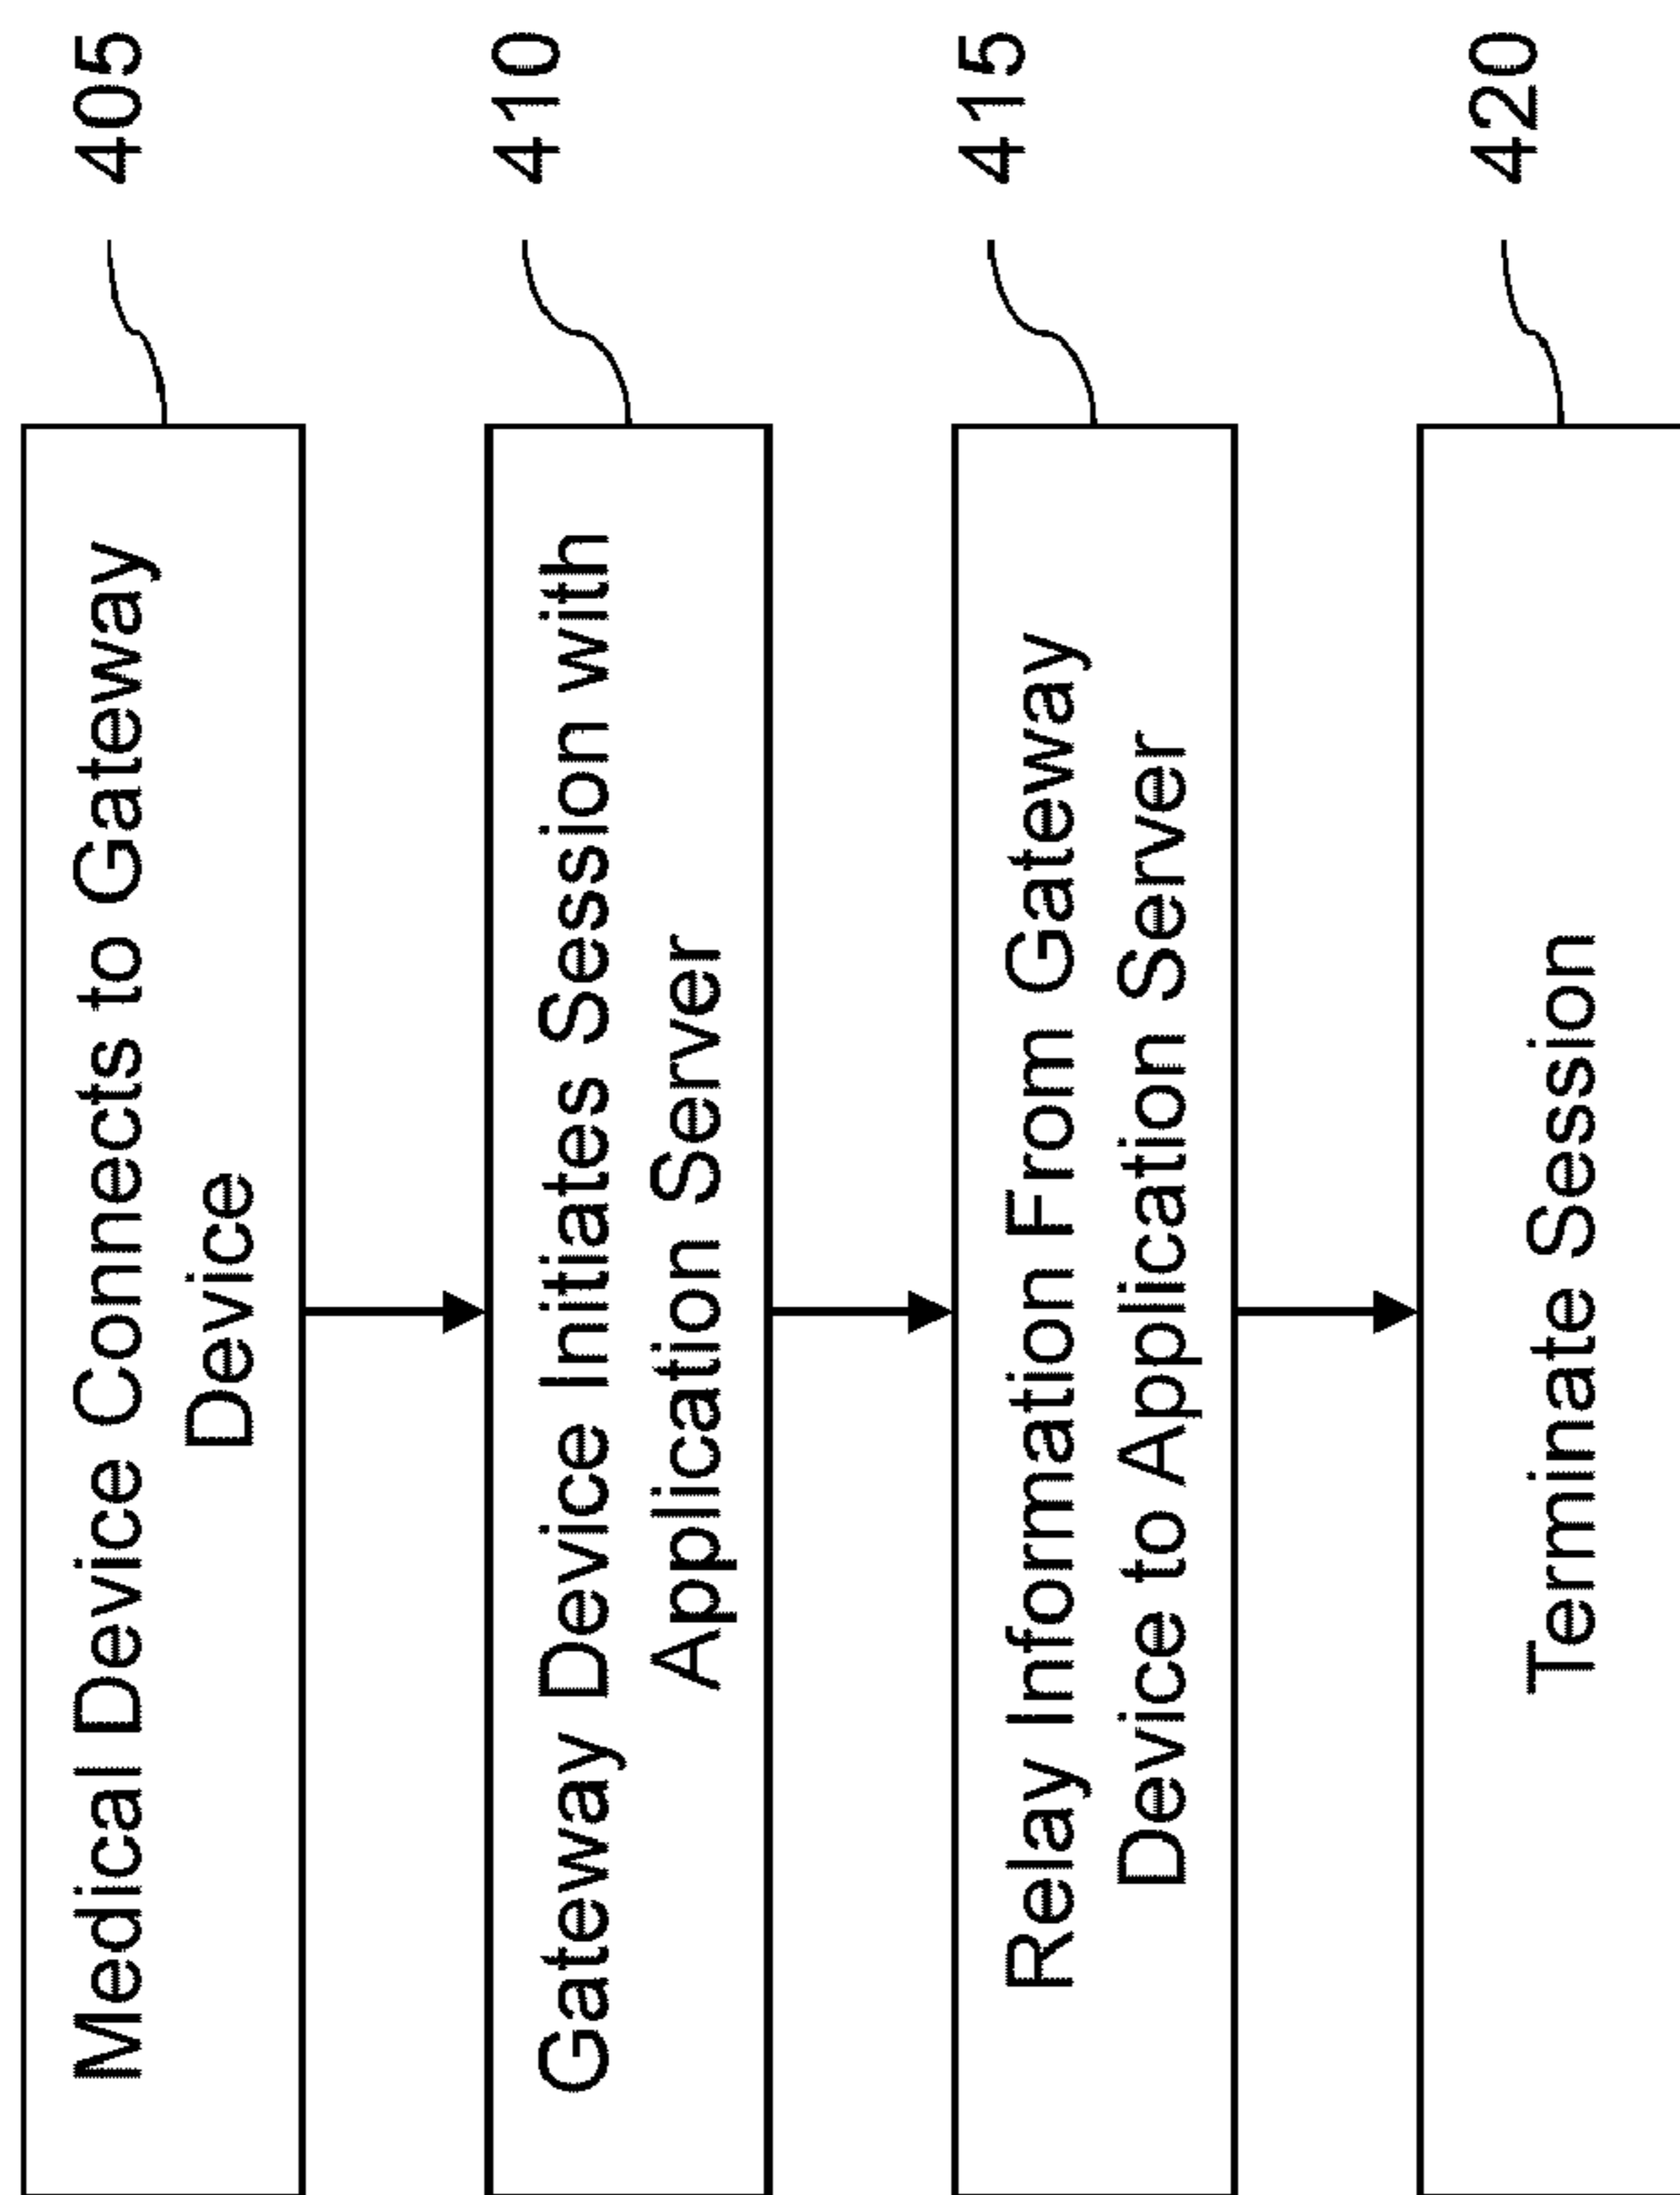 Medical Device Connects to Gateway
Device
405
Gateway Device Initiates Session with
Application Server
410
Relay Information From Gateway
Device to Application Server
415
Terminate Session
420